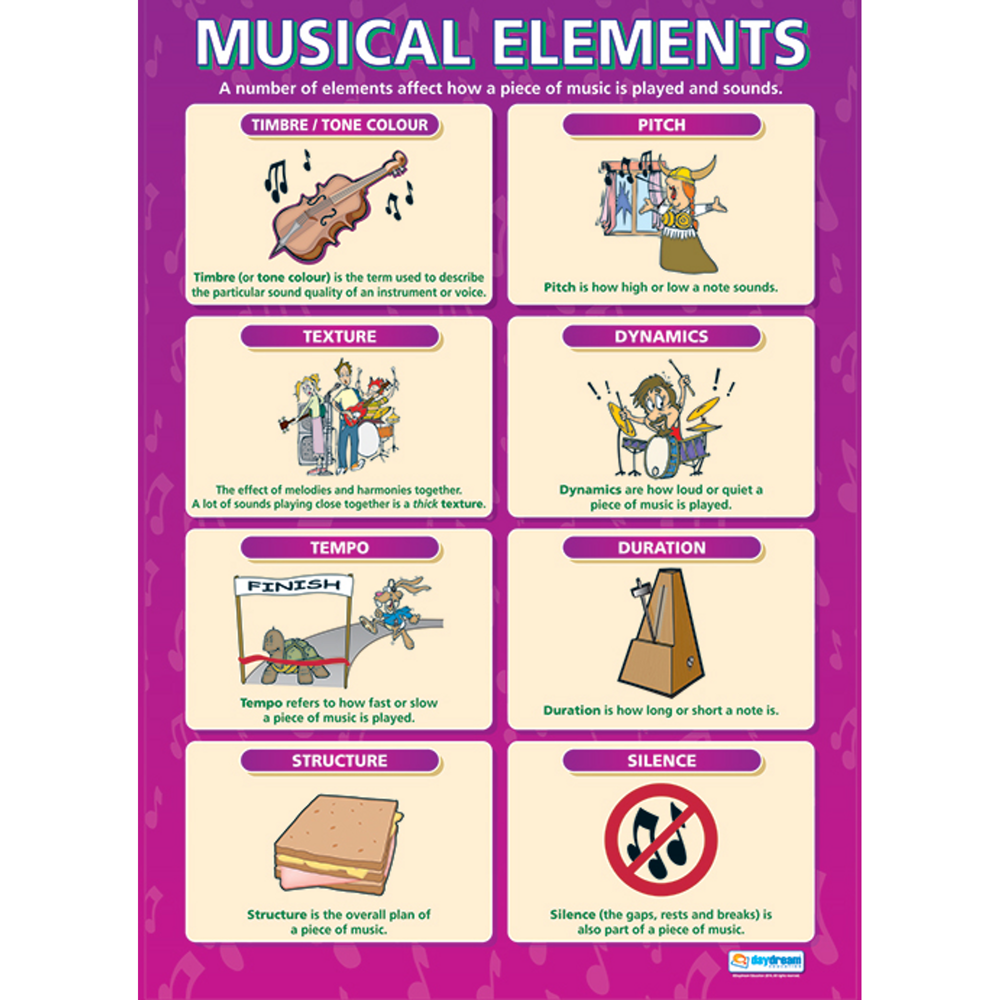 MUSICAL ELEMENTS
A number of elements affect how a piece of music is played and sounds.
TIMBRE / TONE COLOUR
Timbre (or tone colour) is the term used to describe
the particular sound quality of an instrument or voice.
PITCH
Pitch is how high or low a note sounds.
TEXTURE
The effect of melodies and harmonies together.
A lot of sounds playing close together is a thick texture.
DYNAMICS
Dynamics are how loud or quiet a
piece of music is played.
TEMPO
FINISH
Tempo refers to how fast or slow
a piece of music is played.
DURATION
Duration is how long or short a note is.
STRUCTURE
Structure is the overall plan of
a piece of music.
SILENCE
Silence (the gaps, rests and breaks) is
also part of a piece of music.
daydream
education